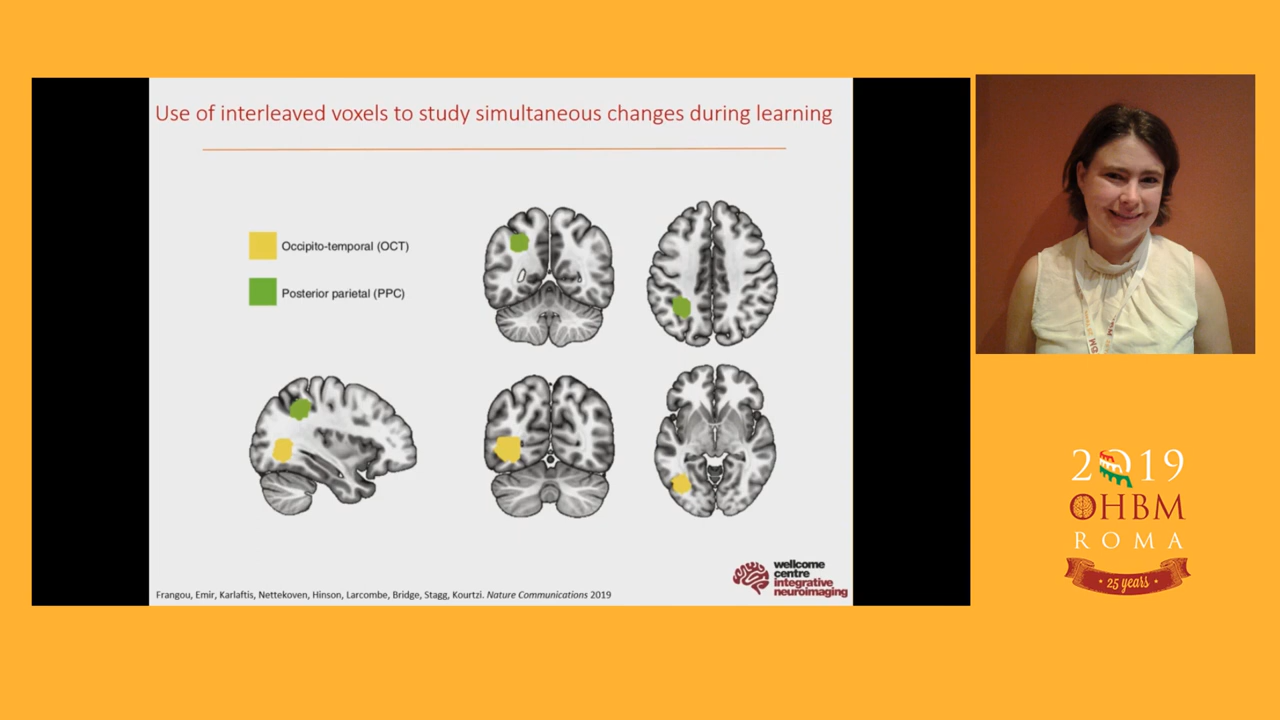 Use of interleaved voxels to study simultaneous changes during learning
Occipito-temporal (OCT)
Posterior parietal (PPC)
Frangou, Emir, Karlaftis, Nettekoven, Hinson, Larcombe, Bridge, Stagg, Kourtzi. Nature Communications 2019
wellcome
centre
integrative
neuroimaging
2019
OHBM
ROMA
25 years